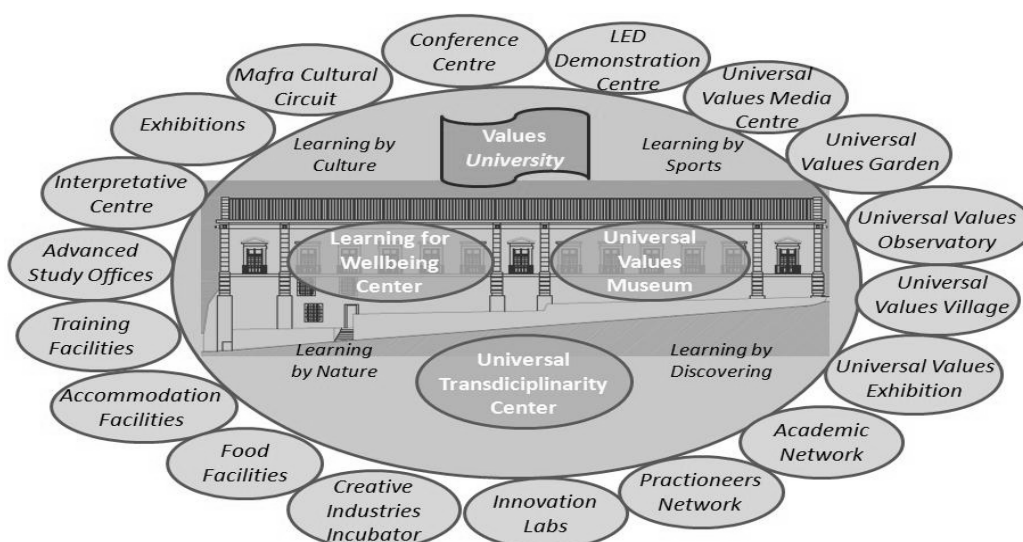 Conference
Centre
LED
Demonstration
Centre
Mafra Cultural
Circuit
Universal
Values Media
Centre
Exhibitions
Universal
Values Garden
Interpretative
Centre
Universal Values
Observatory
Advanced
Study Offices
Universal
Values Village
Training
Facilities
Universal Values
Exhibition
Accommodation
Facilities
Academic
Network
Food
Facilities
Practioneers
Network
Creative
Industries
Incubator
Innovation
Labs
Learning by
Culture
Values
University
Learning by
Sports
Learning for
Wellbeing
Center
Universal
Values
Museum
Learning
by Nature
Universal
Transdiciplinarity
Center
Learning by
Discovering